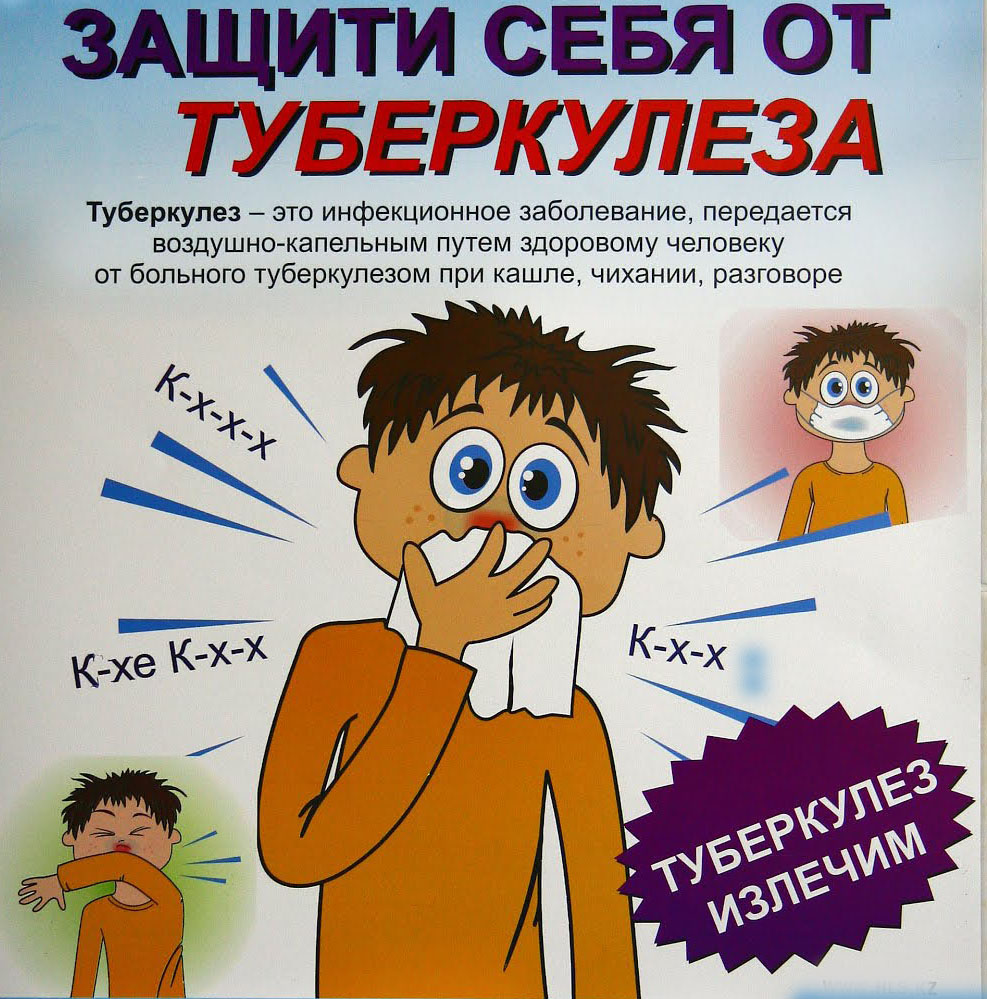 ЗАЩИТИ СЕБЯ ОТ
ТУБЕРКУЛЕЗА
Туберкулез – это инфекционное заболевание, передается
воздушно-капельным путем здоровому человеку
от больного туберкулезом при кашле, чихании, разговоре
К-х-х-х
К-хе К-х-х
К-х-х
ТУБЕРКУЛЕЗ
ИЗЛЕЧИМ